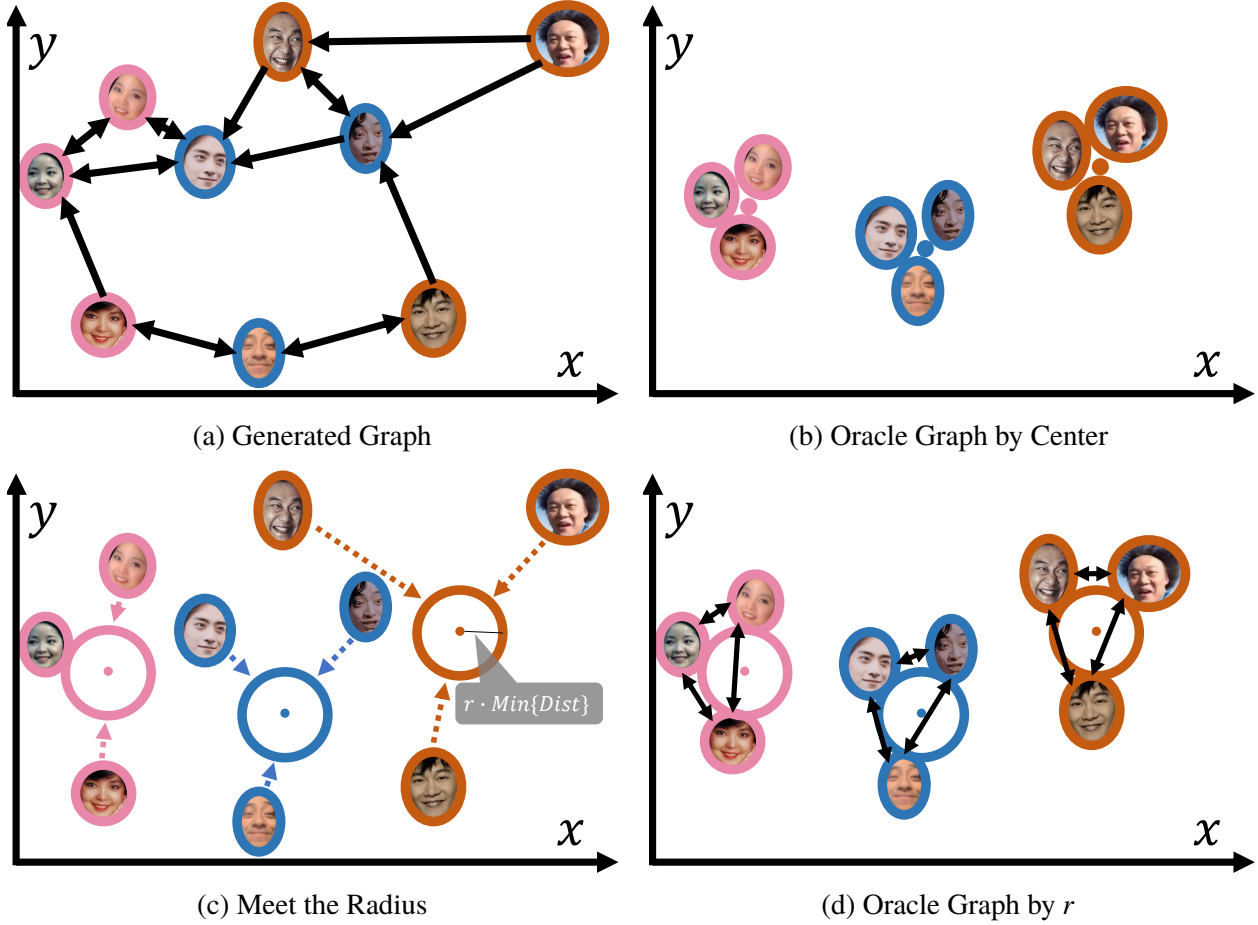 y
x
(a) Generated Graph
y
x
(b) Oracle Graph by Center
y
r · Min{Dist}
x
(c) Meet the Radius
y
x
(d) Oracle Graph by r